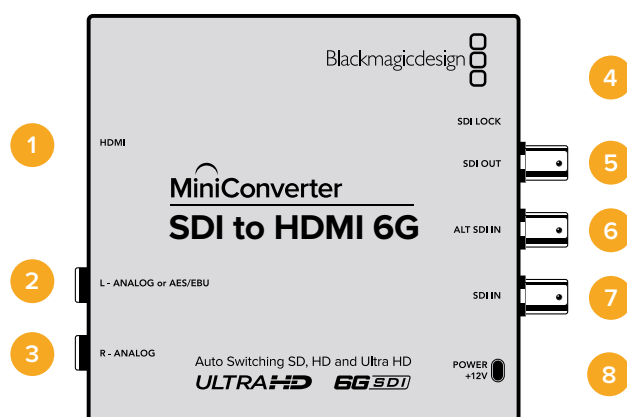 Blackmagicdesign
4
SDI LOCK
1
HDMI
SDI OUT
5
MiniConverter
SDI to HDMI 6G
ALT SDI IN
6
2
L - ANALOG or AES/EBU
SDI IN
7
3
R - ANALOG
Auto Switching SD, HD and Ultra HD
ULTRA HD 6G SDI
POWER
+12V
8